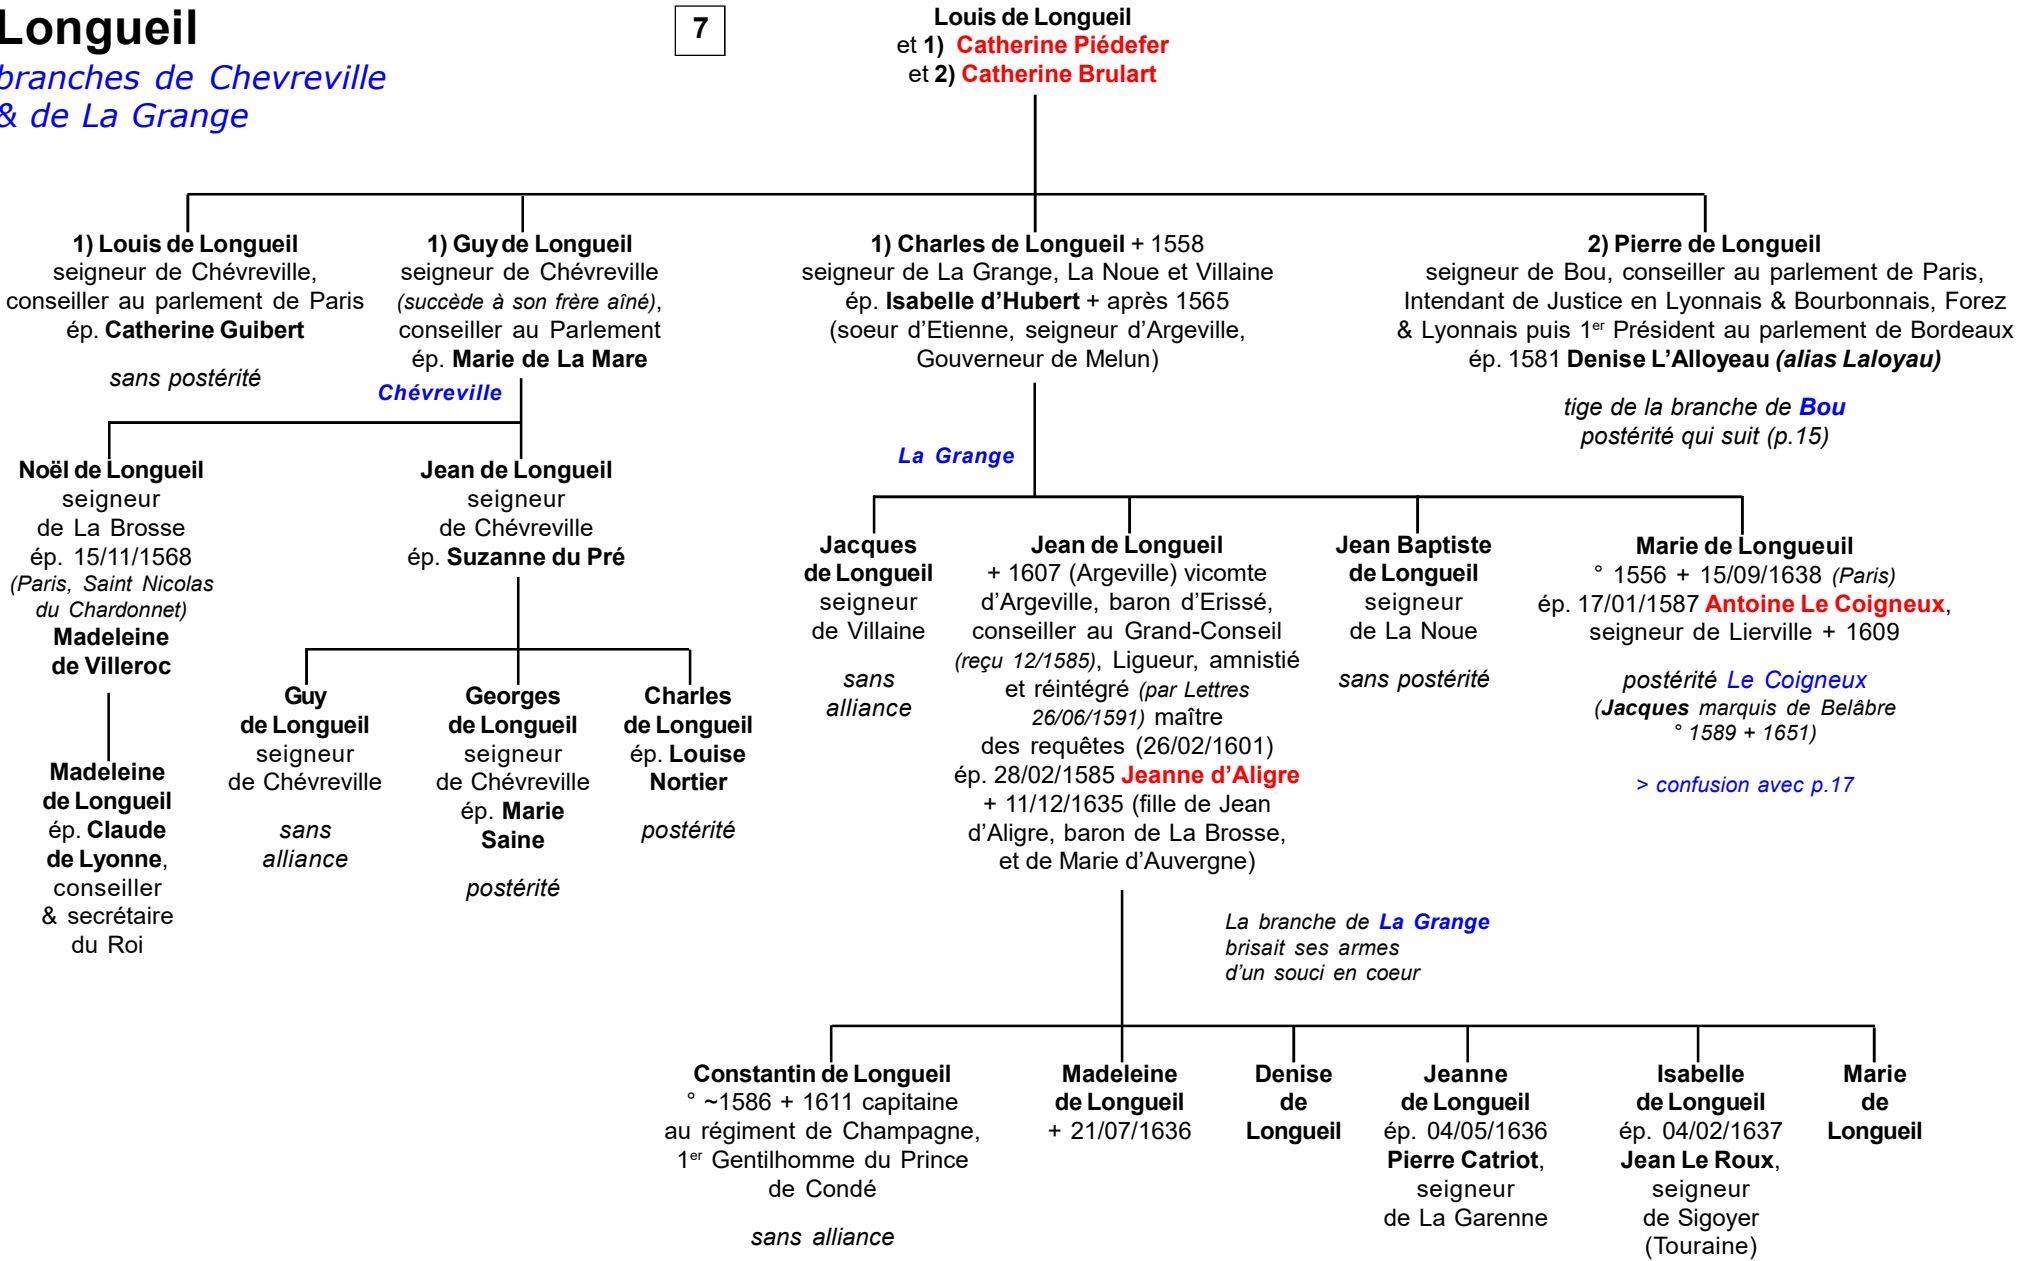 Longueil
branches de Chevreville
& de La Grange
7
Louis de Longueil
et 1) Catherine Piédefer
et 2) Catherine Brulart
1) Louis de Longueil
seigneur de Chévreville,
conseiller au parlement de Paris
ép. Catherine Guibert
sans postérité
1) Guy de Longueil
seigneur de Chévreville
(succède à son frère aîné),
conseiller au Parlement
ép. Marie de La Mare
1) Charles de Longueil + 1558
seigneur de La Grange, La Noue et Villaine
ép. Isabelle d'Hubert + après 1565
(soeur d'Etienne, seigneur d'Argeville,
Gouverneur de Melun)
2) Pierre de Longueil
seigneur de Bou, conseiller au parlement de Paris,
Intendant de Justice en Lyonnais & Bourbonnais, Forez
& Lyonnais puis 1er Président au parlement de Bordeaux
ép. 1581 Denise L'Alloyeau (alias Laloyau)
tige de la branche de Bou
postérité qui suit (p.15)
Chévreville
La Grange
Noël de Longueil
seigneur
de La Brosse
ép. 15/11/1568
(Paris, Saint Nicolas
du Chardonnet)
Madeleine
de Villeroc
Jean de Longueil
seigneur
de Chévreville
ép. Suzanne du Pré
Jacques
de Longueil
seigneur
de Villaine
sans
alliance
Jean de Longueil
+ 1607 (Argeville) vicomte
d'Argeville, baron d'Erissé,
conseiller au Grand-Conseil
(reçu 12/1585), Ligueur, amnistié
et réintégré (par Lettres
26/06/1591) maître
des requêtes (26/02/1601)
ép. 28/02/1585 Jeanne d'Aligre
+ 11/12/1635 (fille de Jean
d'Aligre, baron de La Brosse,
et de Marie d'Auvergne)
Jean Baptiste
de Longueil
seigneur
de La Noue
sans postérité
Marie de Longueuil
° 1556 + 15/09/1638 (Paris)
ép. 17/01/1587 Antoine Le Coigneux,
seigneur de Lierville + 1609
postérité Le Coigneux
(Jacques marquis de Belâbre
° 1589 + 1651)
> confusion avec p.17
Madeleine
de Longueil
ép. Claude
de Lyonne,
conseiller
& secrétaire
du Roi
Guy
de Longueil
seigneur
de Chévreville
sans
alliance
Georges
de Longueil
seigneur
de Chévreville
ép. Marie
Saine
postérité
Charles
de Longueil
ép. Louise
Nortier
postérité
La branche de La Grange
brisait ses armes
d'un souci en coeur
Constantin de Longueil
° ~1586 + 1611 capitaine
au régiment de Champagne,
1er Gentilhomme du Prince
de Condé
sans alliance
Madeleine
de Longueil
+ 21/07/1636
Denise
de
Longueil
Jeanne
de Longueil
ép. 04/05/1636
Pierre Catriot,
seigneur
de La Garenne
Isabelle
de Longueil
ép. 04/02/1637
Jean Le Roux,
seigneur
de Sigoyer
(Touraine)
Marie
de
Longueil